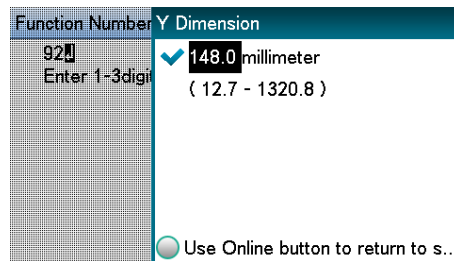 Function Number
92
Enter 1-3digit
Y Dimension
148.0 millimeter
( 12.7 - 1320.8 )
Use Online button to return to s..